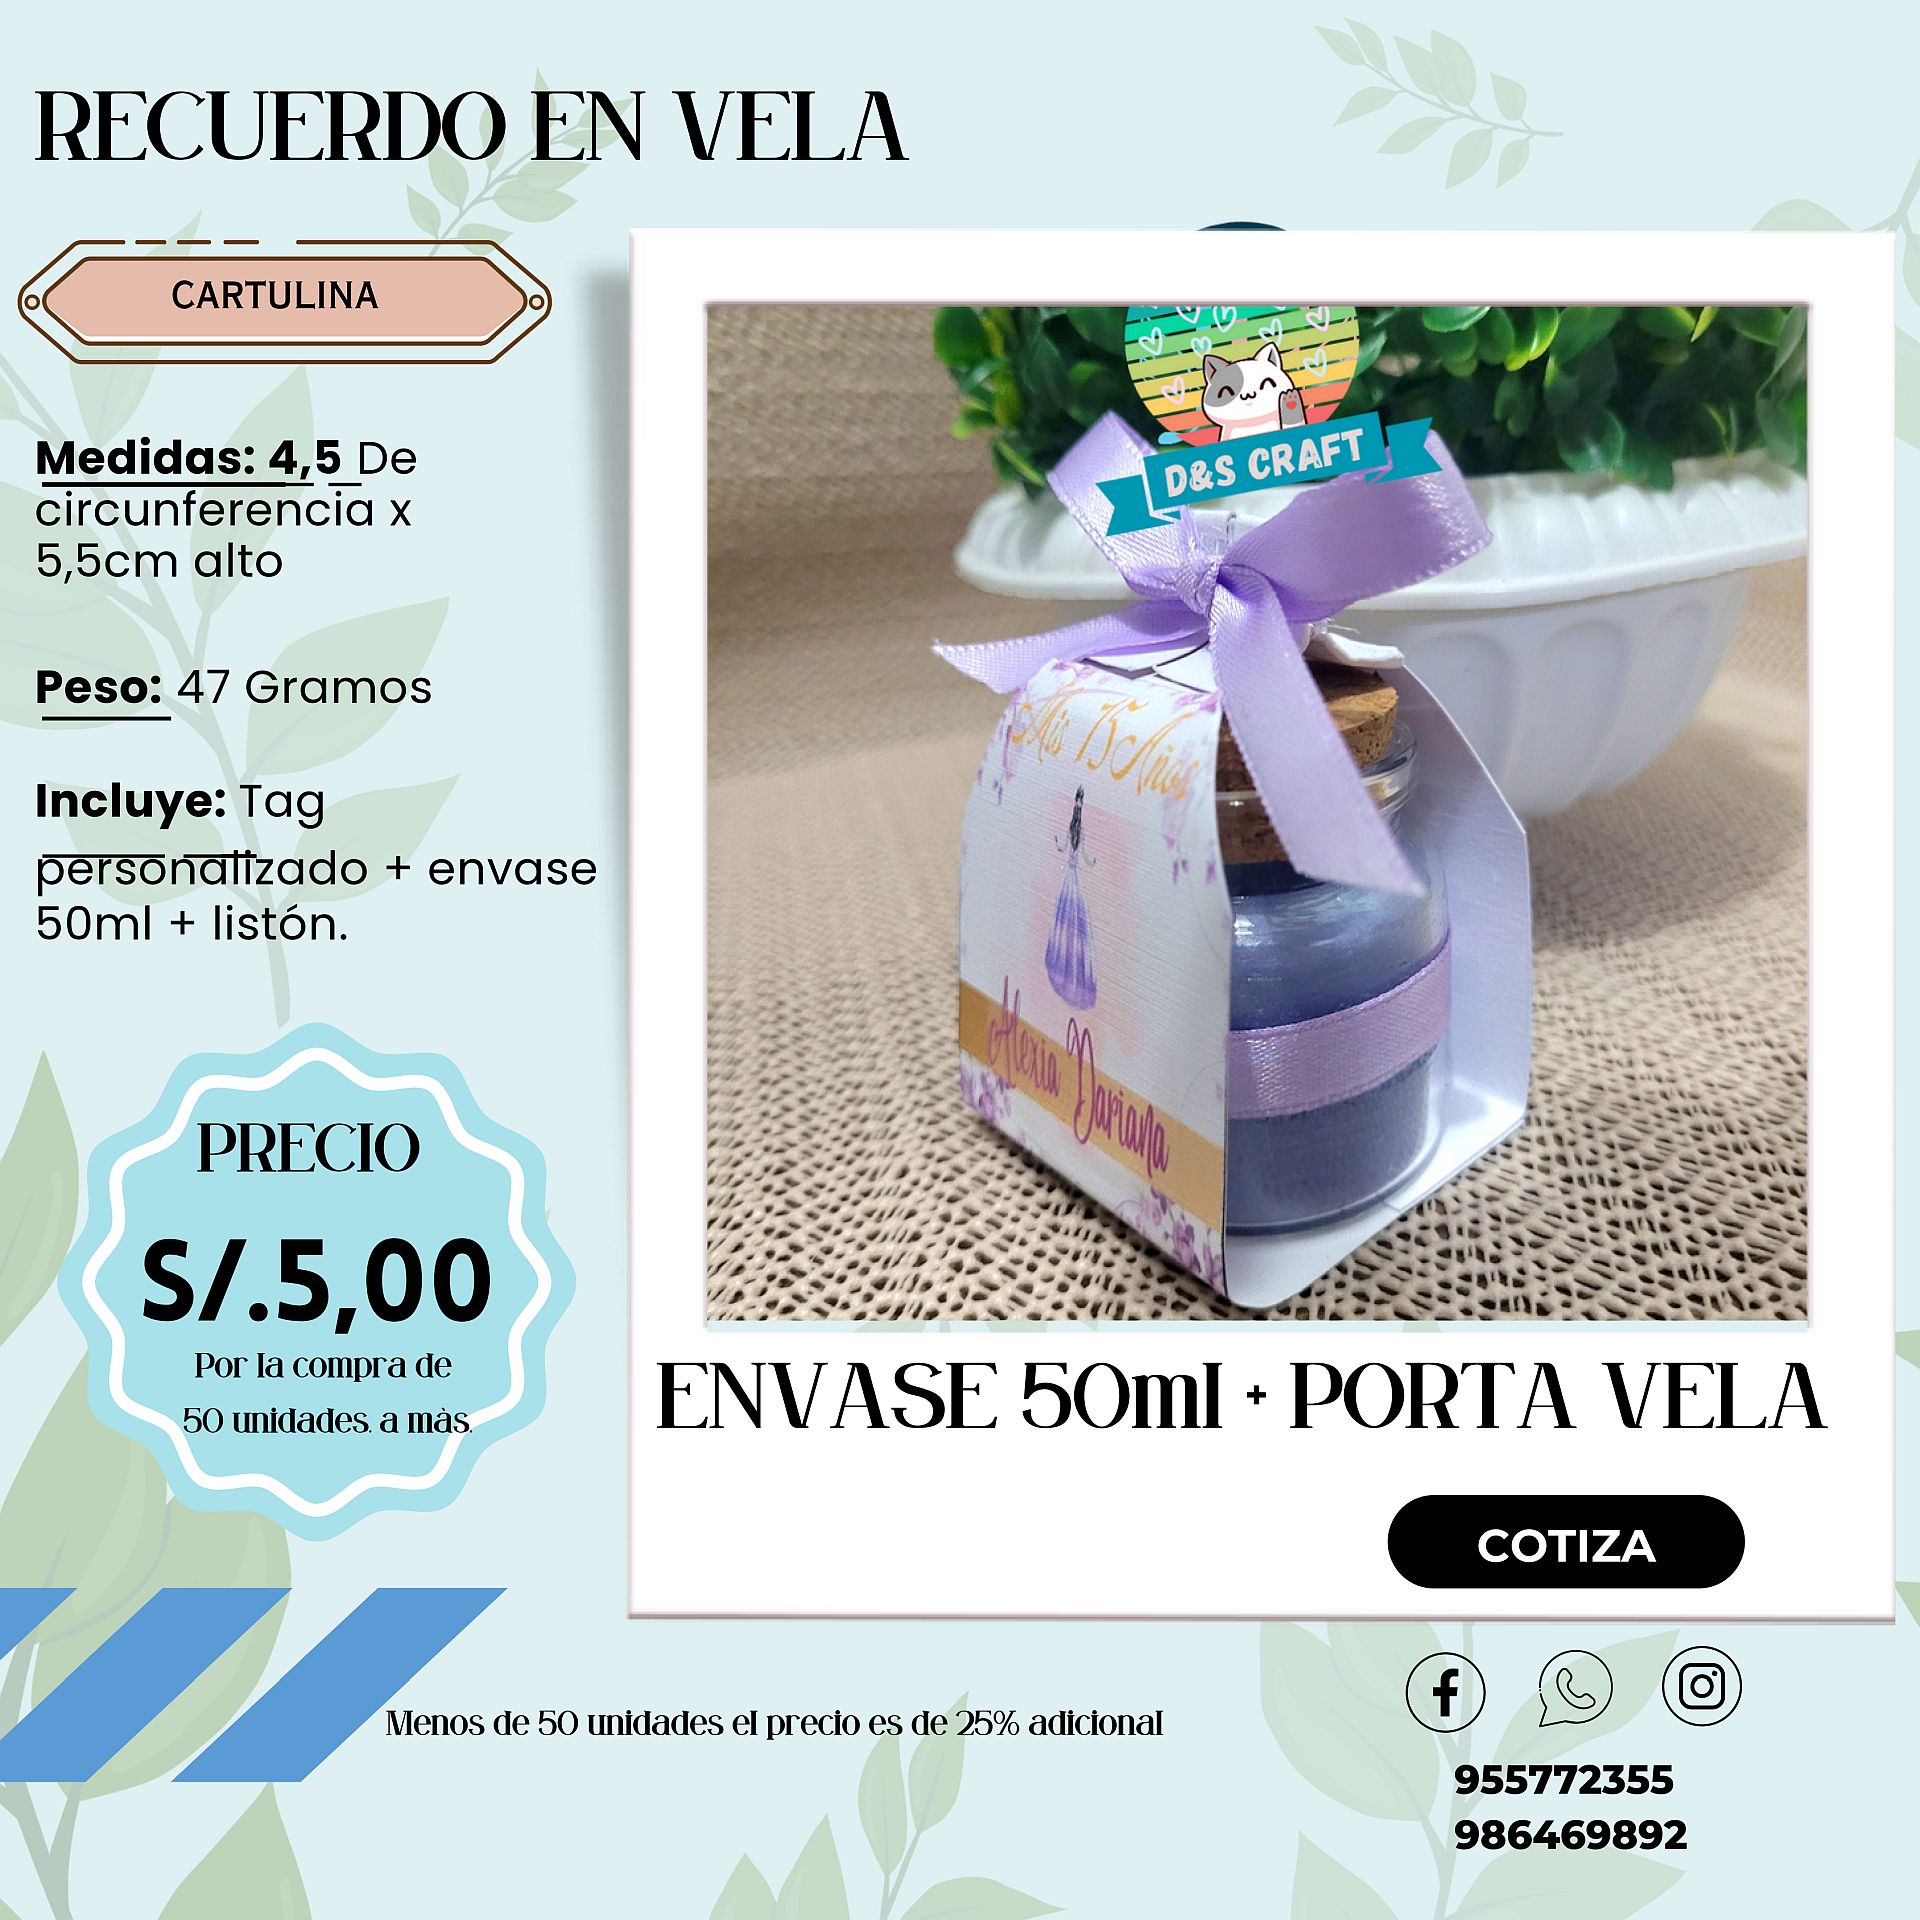 RECUERDO EN VELA
CARTULINA
Medidas: 4,5 De
circunferencia x
5,5cm alto
Peso: 47 Gramos
Incluye: Tag
personalizado + envase
50ml + listón.
PRECIO
S/.5,00
Por la compra de
50 unidades. a màs.
D&S CRAFT
Mis 15 Años
Alexia Dariana
ENVASE 50ml + PORTA VELA
COTIZA
Menos de 50 unidades el precio es de 25% adicional
955772355
986469892